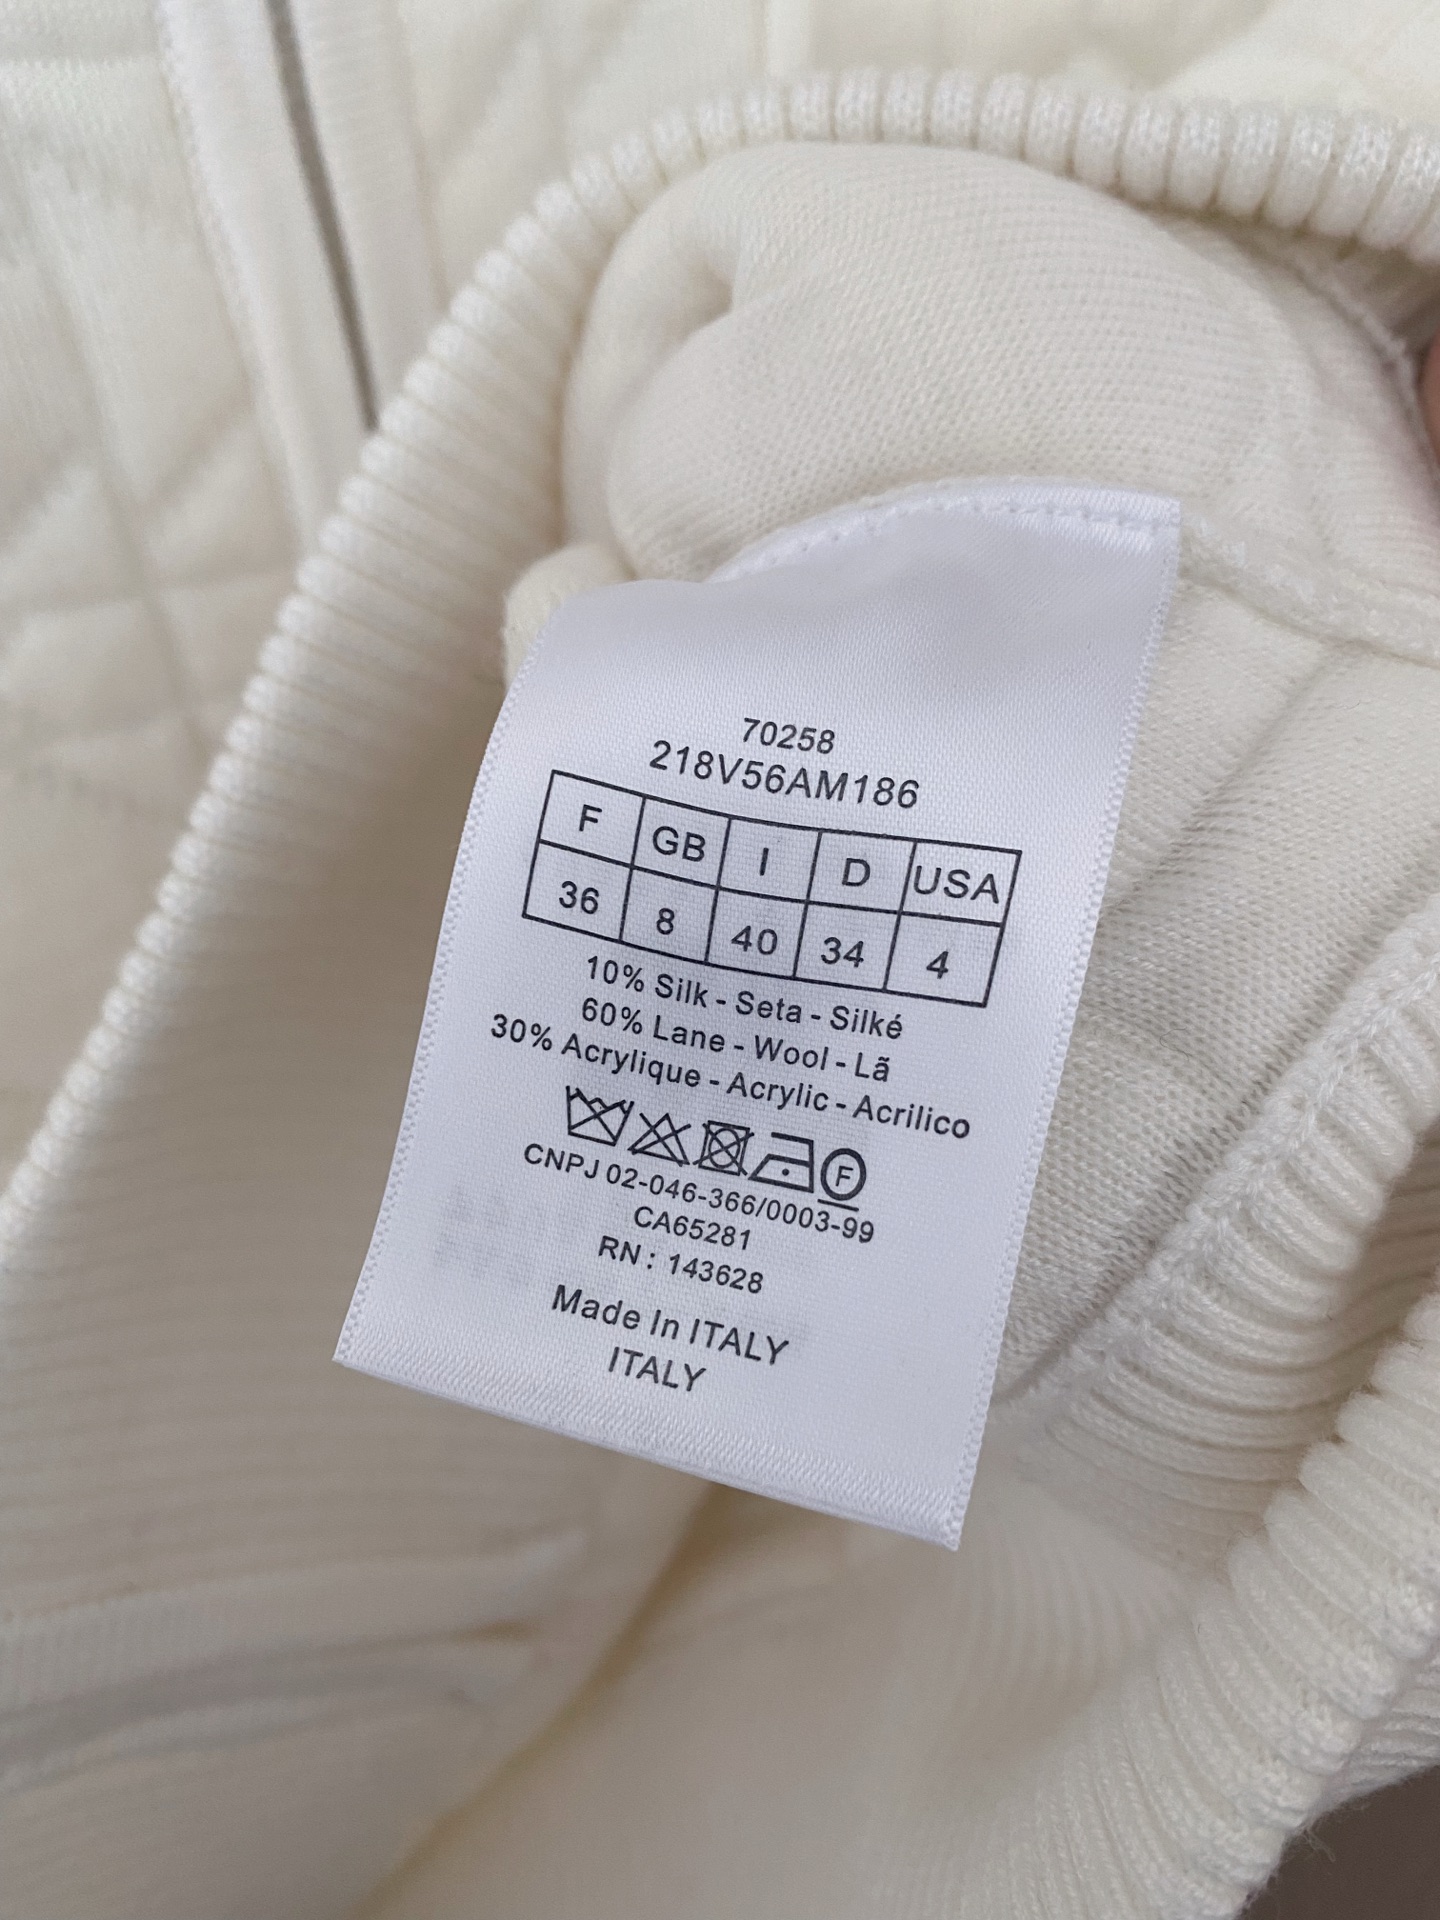 70258
218V56AM186
F GB I D USA
36 8 40 34 4
10% Silk - Seta - Silké
60% Lane - Wool - Lã
30% Acrylique - Acrylic - Acrilico
F
CNPJ 02-046-366/0003-99
CA65281
RN : 143628
Made In ITALY
ITALY